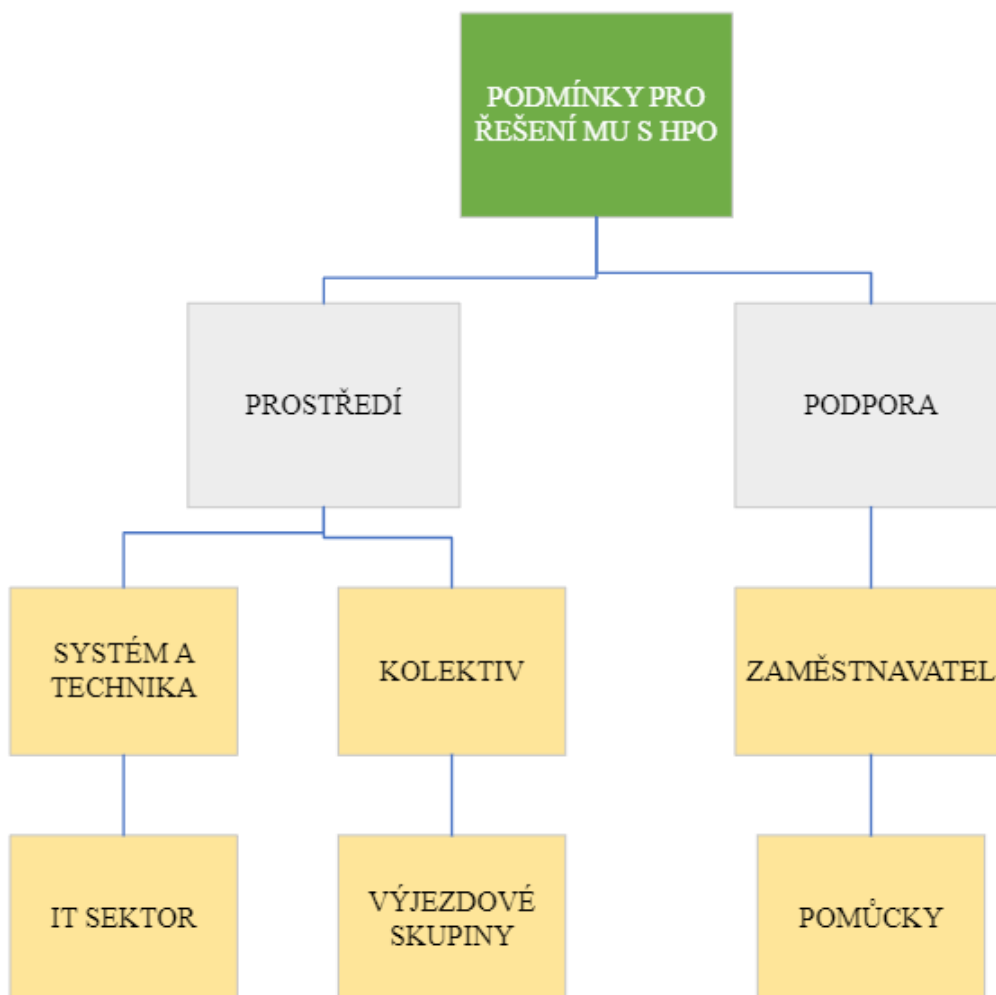 PODMÍNKY PRO
ŘEŠENÍ MU S HPO
PROSTŘEDÍ
PODPORA
SYSTÉM A
TECHNIKA
KOLEKTIV
ZAMĚSTNAVATEL
IT SEKTOR
VÝJEZDOVÉ
SKUPINY
POMŮCKY